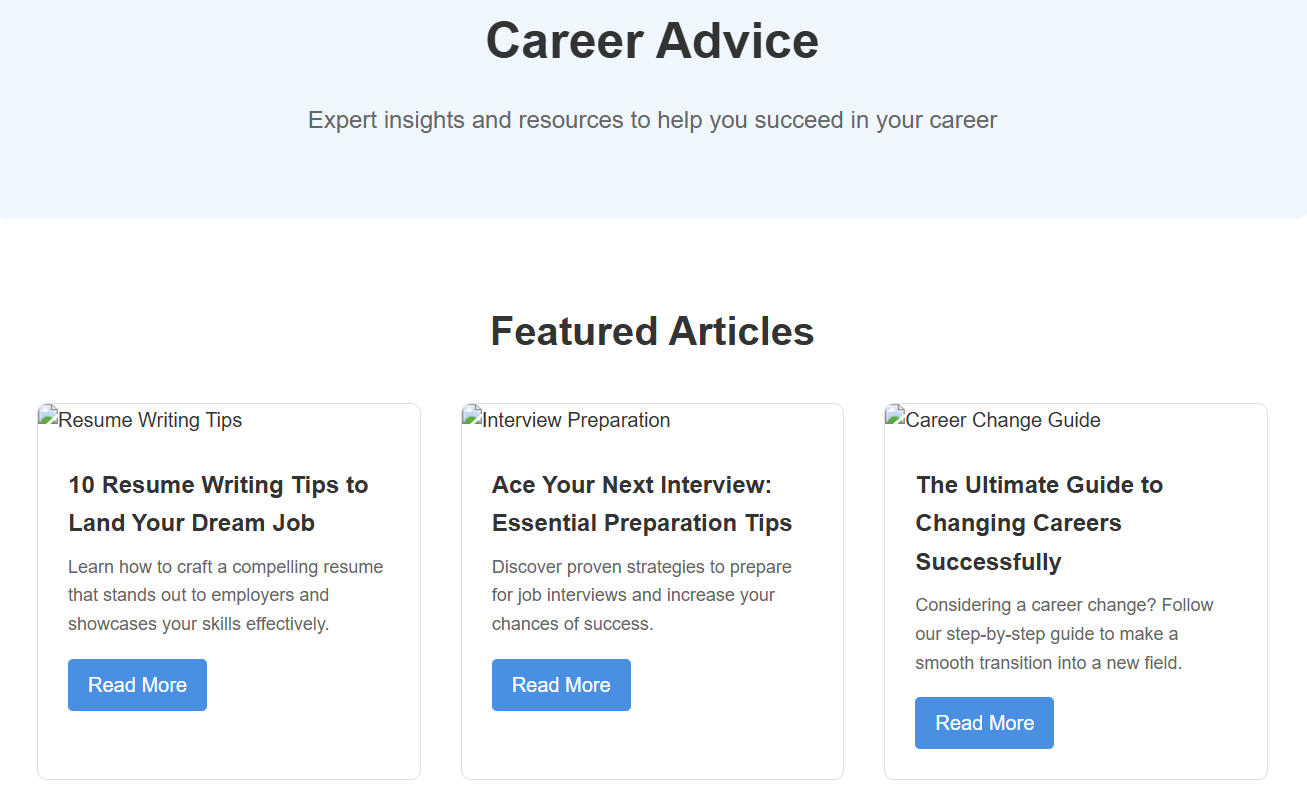 Career Advice
Expert insights and resources to help you succeed in your career
Featured Articles
Resume Writing Tips
10 Resume Writing Tips to
Land Your Dream Job
Learn how to craft a compelling resume
that stands out to employers and
showcases your skills effectively.
Read More
Interview Preparation
Ace Your Next Interview:
Essential Preparation Tips
Discover proven strategies to prepare
for job interviews and increase your
chances of success.
Read More
Career Change Guide
The Ultimate Guide to
Changing Careers
Successfully
Considering a career change? Follow
our step-by-step guide to make a
smooth transition into a new field.
Read More